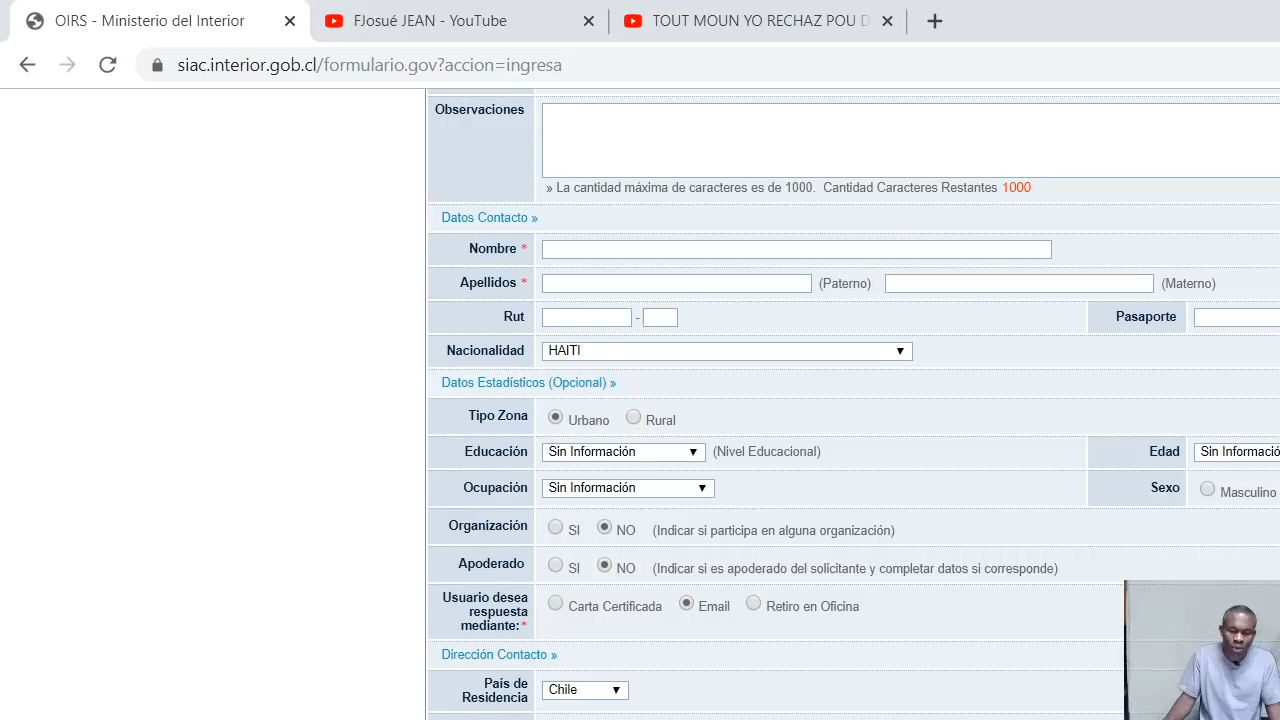 OIRS - Ministerio del Interior
FJosué JEAN - YouTube
TOUT MOUN YO RECHAZ POU
siac.interior.gob.cl/formulario.gov?accion=ingresa
Observaciones
» La cantidad máxima de caracteres es de 1000. Cantidad Caracteres Restantes 1000
Datos Contacto »
Nombre *
Apellidos * (Paterno) (Materno)
Rut - Pasaporte
Nacionalidad HAITI
Datos Estadísticos (Opcional) »
Tipo Zona Urbano Rural
Educación Sin Información (Nivel Educacional) Edad Sin Informació
Ocupación Sin Información Sexo Masculino
Organización SI NO (Indicar si participa en alguna organización)
Apoderado SI NO (Indicar si es apoderado del solicitante y completar datos si corresponde)
Usuario desea
respuesta
mediante:* Carta Certificada Email Retiro en Oficina
Dirección Contacto »
País de
Residencia Chile